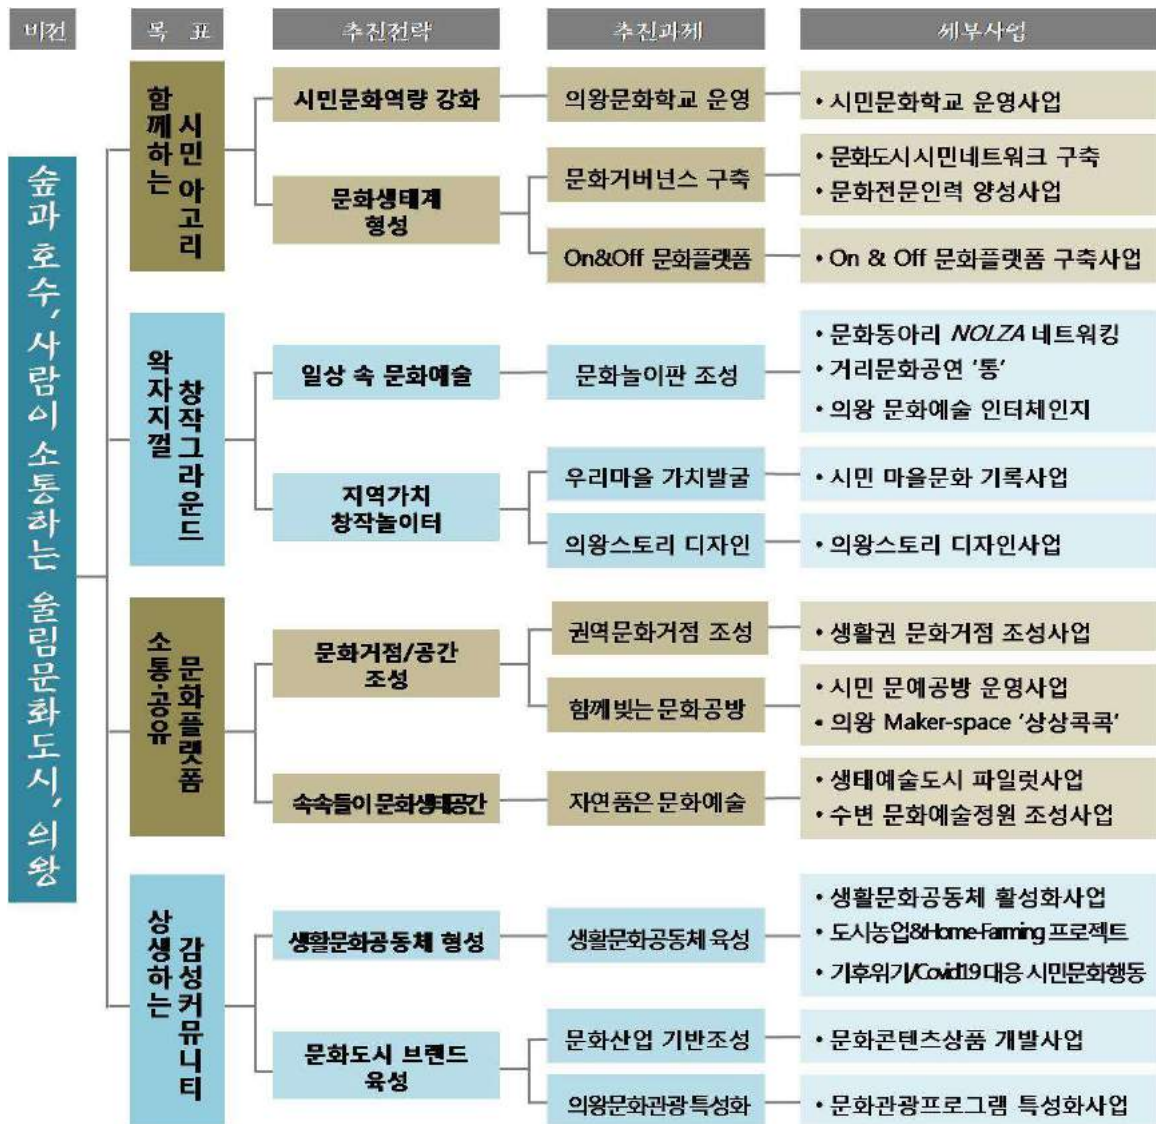 비전
목 표
추진전략
추진과제
세부사업
숲과 호수, 사람이 소통하는 울림문화도시, 의왕
함께하는
시민 아고리
시민문화역량 강화
의왕문화학교 운영
• 시민문화학교 운영사업
문화생태계
형성
문화거버넌스 구축
• 문화도시시민네트워크 구축
• 문화전문인력 양성사업
On&Off 문화플랫폼
• On & Off 문화플랫폼 구축사업
왁자지껄
창작그라운드
일상 속 문화예술
문화놀이판 조성
• 문화동아리 NOLZA 네트워킹
• 거리문화공연 '통'
• 의왕 문화예술 인터체인지
지역가치
창작놀이터
우리마을 가치발굴
• 시민 마을문화 기록사업
의왕스토리 디자인
• 의왕스토리 디자인사업
소통·공유
문화플랫폼
문화거점/공간
조성
권역문화거점 조성
• 생활권 문화거점 조성사업
함께 빚는 문화공방
• 시민 문예공방 운영사업
• 의왕 Maker-space '상상콕콕'
속속들이 문화생태공간
자연품은 문화예술
• 생태예술도시 파일럿사업
• 수변 문화예술정원 조성사업
상생하는
감성커뮤니티
생활문화공동체 형성
생활문화공동체 육성
• 생활문화공동체 활성화사업
• 도시농업&Home-Farming 프로젝트
• 기후위기/Covid19 대응 시민문화행동
문화도시 브랜드
육성
문화산업 기반조성
• 문화콘텐츠상품 개발사업
의왕문화관광 특성화
• 문화관광프로그램 특성화사업